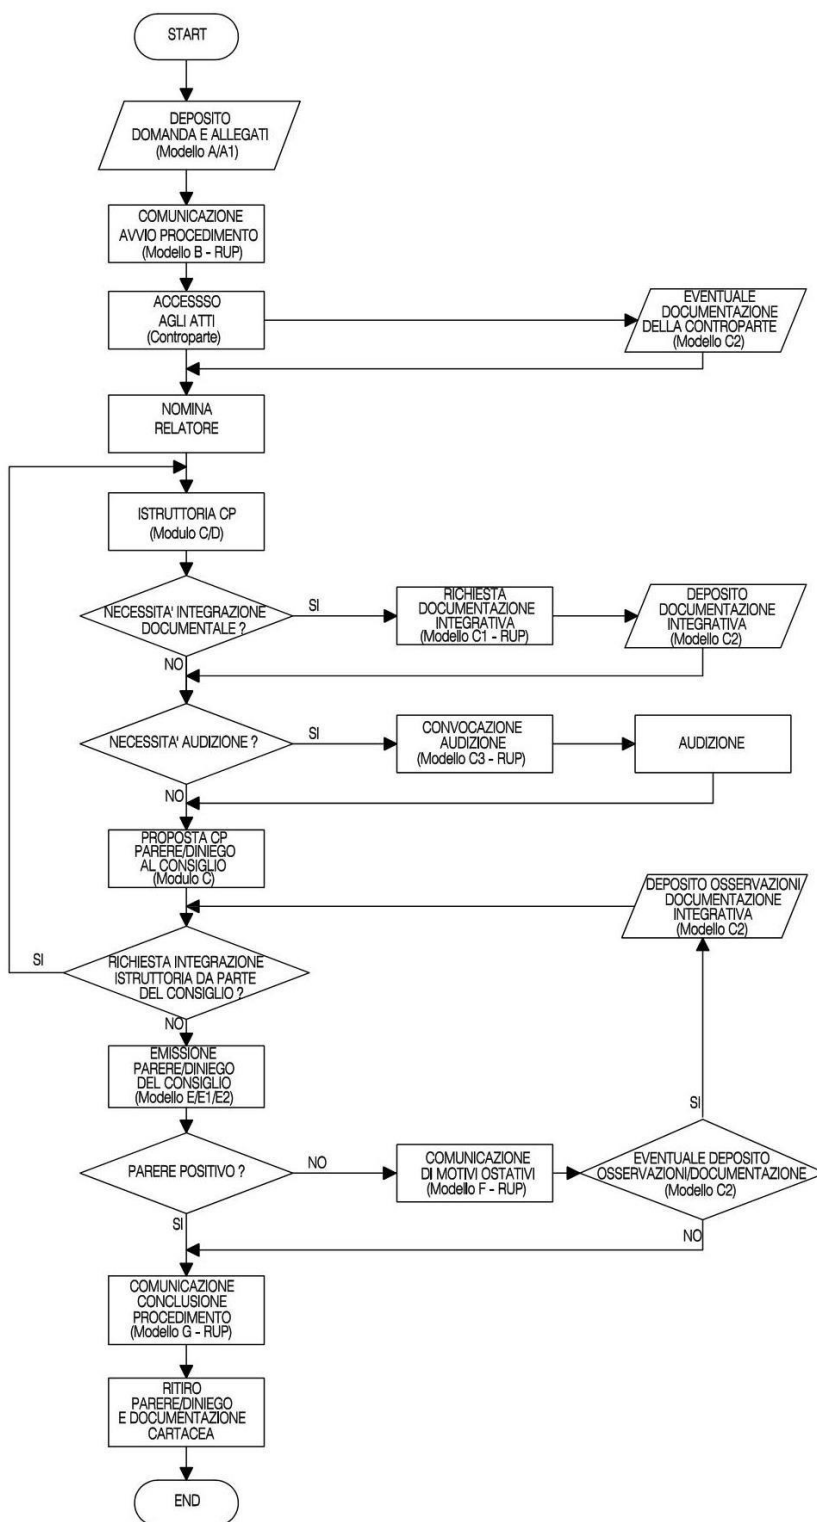 START
DEPOSITO
DOMANDA E ALLEGATI
(Modello A/A1)
COMUNICAZIONE
AVVIO PROCEDIMENTO
(Modello B - RUP)
ACCESSSO
AGLI ATTI
(Controparte)
EVENTUALE
DOCUMENTAZIONE
DELLA CONTROPARTE
(Modello C2)
NOMINA
RELATORE
ISTRUTTORIA CP
(Modulo C/D)
NECESSITA' INTEGRAZIONE
DOCUMENTALE ?
SI
RICHIESTA
DOCUMENTAZIONE
INTEGRATIVA
(Modello C1 - RUP)
DEPOSITO
DOCUMENTAZIONE
INTEGRATIVA
(Modello C2)
NO
NECESSITA' AUDIZIONE ?
SI
CONVOCAZIONE
AUDIZIONE
(Modello C3 - RUP)
AUDIZIONE
NO
PROPOSTA CP
PARERE/DINIEGO
AL CONSIGLIO
(Modulo C)
DEPOSITO OSSERVAZIONI
DOCUMENTAZIONE
INTEGRATIVA
(Modello C2)
SI
RICHIESTA INTEGRAZIONE
ISTRUTTORIA DA PARTE
DEL CONSIGLIO ?
NO
EMISSIONE
PARERE/DINIEGO
DEL CONSIGLIO
(Modello E/E1/E2)
SI
PARERE POSITIVO ?
NO
COMUNICAZIONE
DI MOTIVI OSTATIVI
(Modello F - RUP)
EVENTUALE DEPOSITO
OSSERVAZIONI/DOCUMENTAZIONE
(Modello C2)
SI
NO
COMUNICAZIONE
CONCLUSIONE
PROCEDIMENTO
(Modello G - RUP)
RITIRO
PARERE/DINIEGO
E DOCUMENTAZIONE
CARTACEA
END